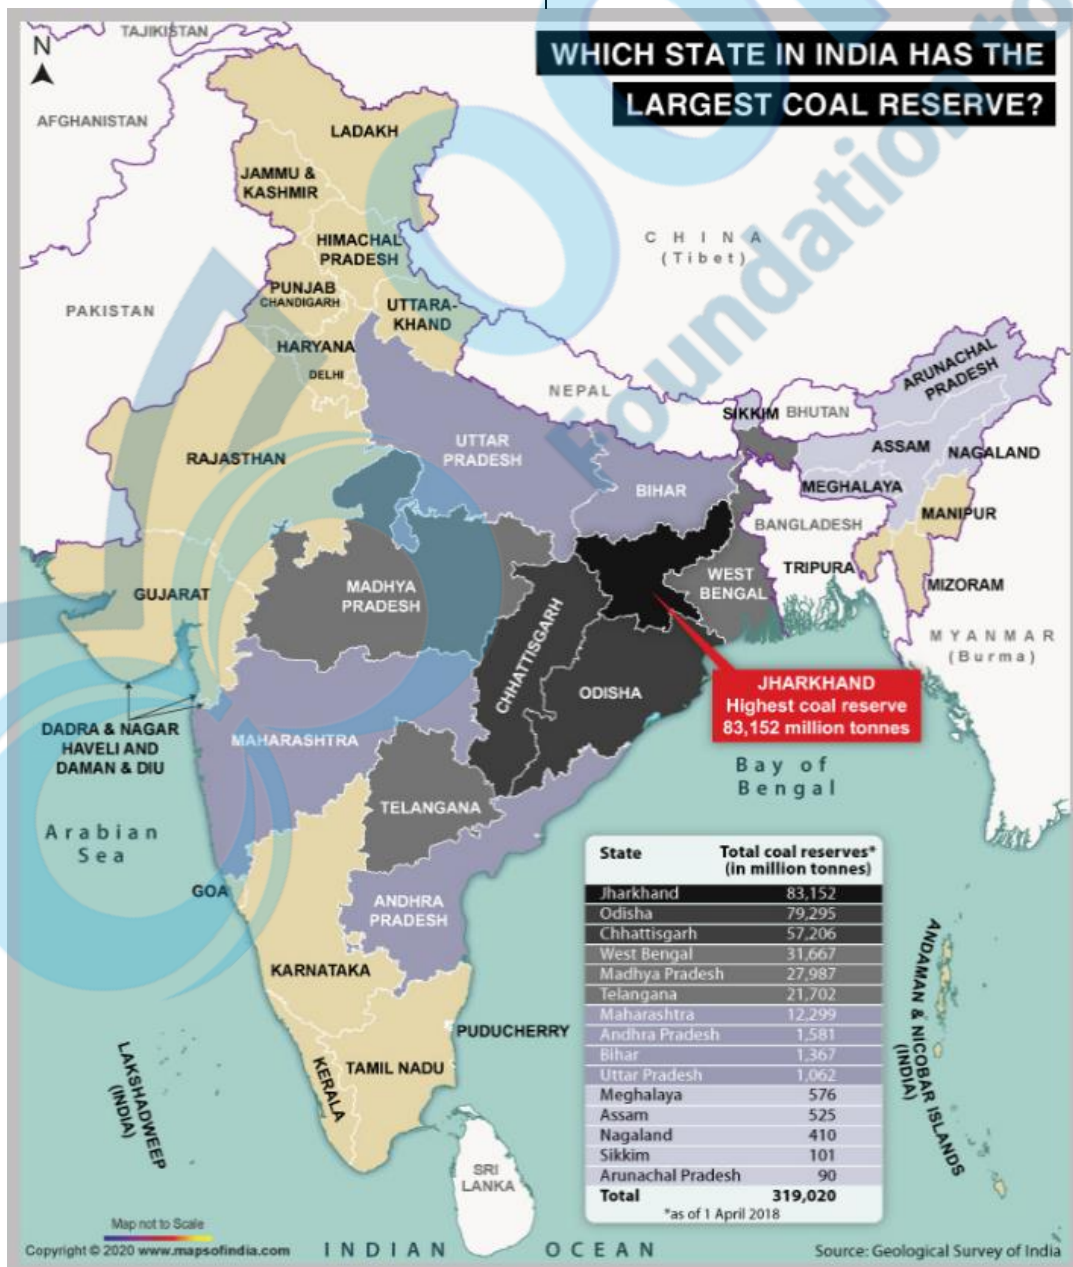 WHICH STATE IN INDIA HAS THE
LARGEST COAL RESERVE?
N
TAJIKISTAN
AFGHANISTAN
LADAKH
JAMMU &
KASHMIR
HIMACHAL
PRADESH
CHINA
(Tibet)
PUNJAB
CHANDIGARH
PAKISTAN
UTTARA-
KHAND
HARYANA
DELHI
NEPAL
ARUNACHAL
PRADESH
SIKKIM
BHUTAN
RAJASTHAN
UTTAR
PRADESH
ASSAM
NAGALAND
BIHAR
MEGHALAYA
MANIPUR
BANGLADESH
GUJARAT
MADHYA
PRADESH
WEST
BENGAL
TRIPURA
MIZORAM
CHHATTISGARH
MYANMAR
(Burma)
ODISHA
JHARKHAND
Highest coal reserve
83,152 million tonnes
DADRA & NAGAR
HAVELI AND
DAMAN & DIU
MAHARASHTRA
Bay of
Bengal
TELANGANA
Arabian
Sea
GOA
ANDHRA
PRADESH
KARNATAKA
PUDUCHERRY
KERALA
TAMIL NADU
LAKSHADWEEP
(INDIA)
ANDAMAN & NICOBAR ISLANDS
(INDIA)
SRI
LANKA
State Total coal reserves*
(in million tonnes)
Jharkhand 83,152
Odisha 79,295
Chhattisgarh 57,206
West Bengal 31,667
Madhya Pradesh 27,987
Telangana 21,702
Maharashtra 12,299
Andhra Pradesh 1,581
Bihar 1,367
Uttar Pradesh 1,062
Meghalaya 576
Assam 525
Nagaland 410
Sikkim 101
Arunachal Pradesh 90
Total 319,020
*as of 1 April 2018
Map not to Scale
Copyright © 2020 www.mapsofindia.com
INDIAN OCEAN
Source: Geological Survey of India
Foundation